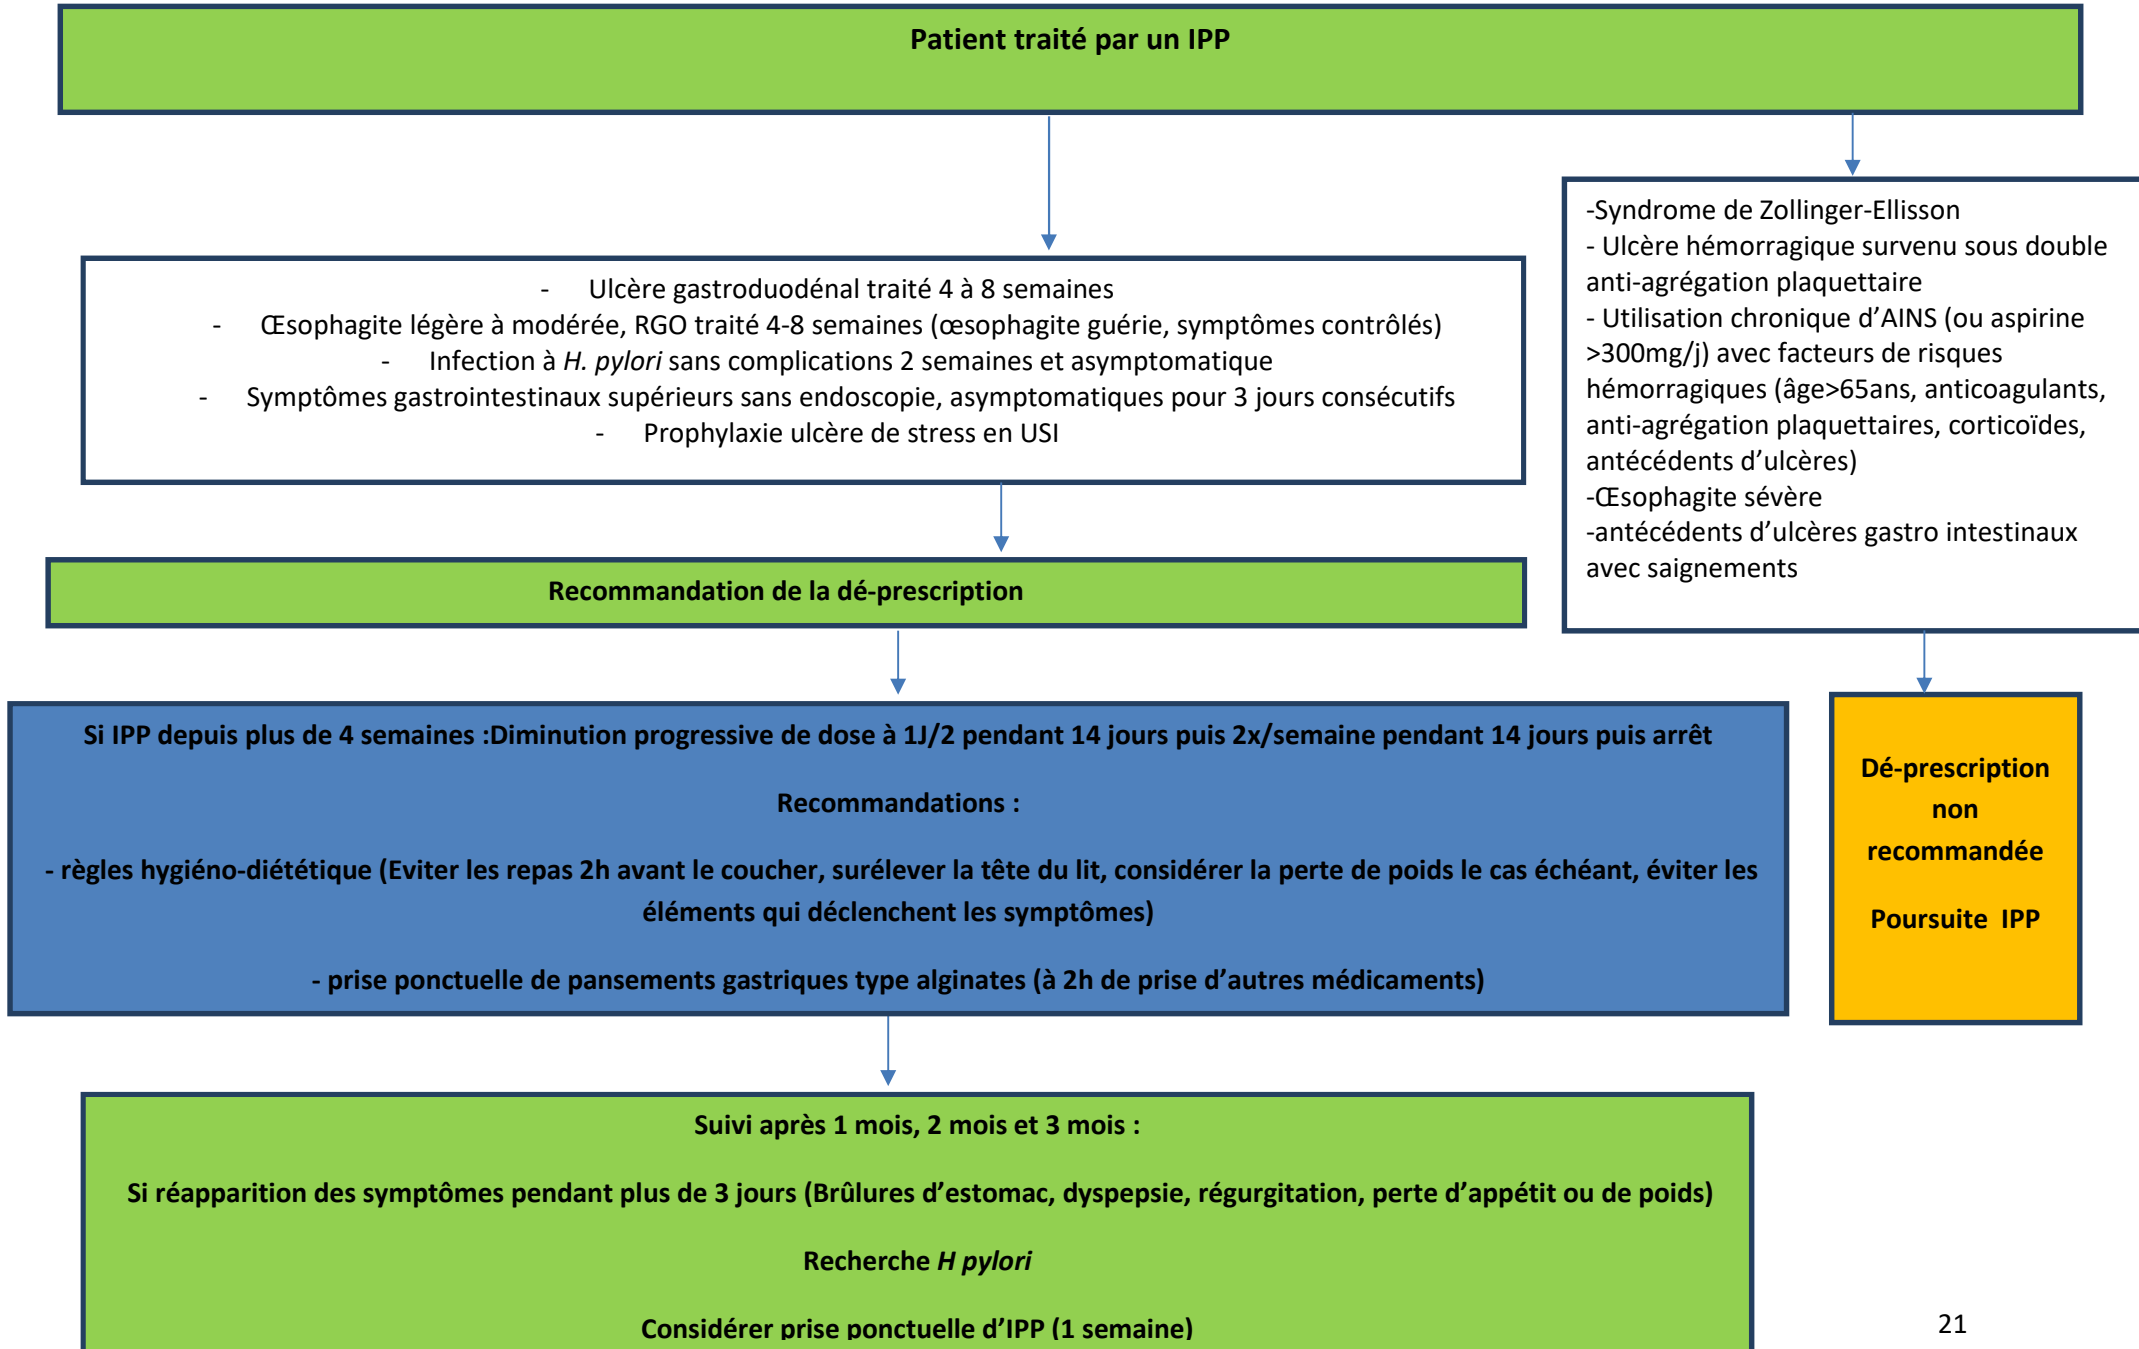 Patient traité par un IPP
- Ulcère gastroduodénal traité 4 à 8 semaines
- Œsophagite légère à modérée, RGO traité 4-8 semaines (œsophagite guérie, symptômes contrôlés)
- Infection à H. pylori sans complications 2 semaines et asymptomatique
- Symptômes gastrointestinaux supérieurs sans endoscopie, asymptomatiques pour 3 jours consécutifs
- Prophylaxie ulcère de stress en USI
-Syndrome de Zollinger-Ellisson
- Ulcère hémorragique survenu sous double
anti-agrégation plaquettaire
- Utilisation chronique d’AINS (ou aspirine
>300mg/j) avec facteurs de risques
hémorragiques (âge>65ans, anticoagulants,
anti-agrégation plaquettaires, corticoïdes,
antécédents d’ulcères)
-Œsophagite sévère
-antécédents d’ulcères gastro intestinaux
avec saignements
Recommandation de la dé-prescription
Si IPP depuis plus de 4 semaines :Diminution progressive de dose à 1J/2 pendant 14 jours puis 2x/semaine pendant 14 jours puis arrêt
Recommandations :
- règles hygiéno-diététique (Eviter les repas 2h avant le coucher, surélever la tête du lit, considérer la perte de poids le cas échéant, éviter les
éléments qui déclenchent les symptômes)
- prise ponctuelle de pansements gastriques type alginates (à 2h de prise d’autres médicaments)
Dé-prescription
non
recommandée
Poursuite IPP
Suivi après 1 mois, 2 mois et 3 mois :
Si réapparition des symptômes pendant plus de 3 jours (Brûlures d’estomac, dyspepsie, régurgitation, perte d’appétit ou de poids)
Recherche H pylori
Considérer prise ponctuelle d’IPP (1 semaine)
21